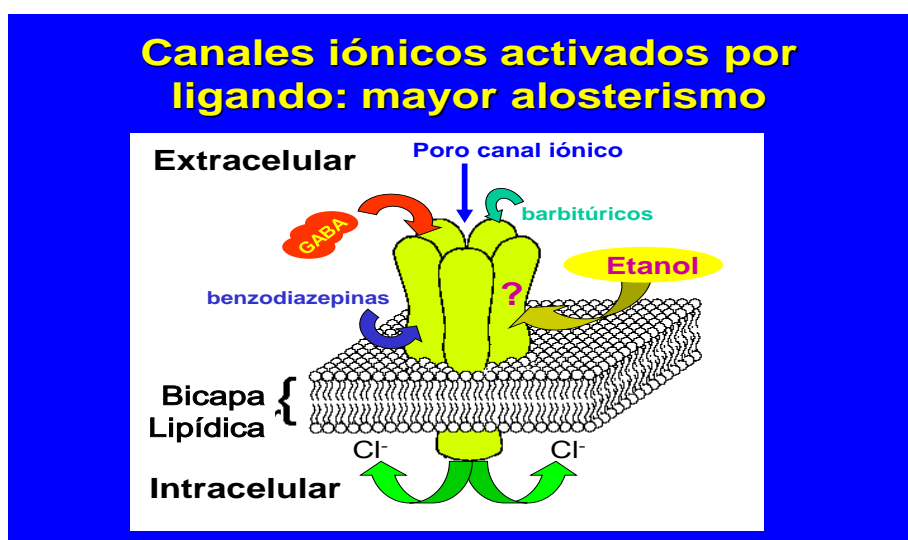 Canales iónicos activados por
ligando: mayor alosterismo
Extracelular
Poro canal iónico
barbitúricos
GABA
Etanol
?
benzodiazepinas
Bicapa {
Lipídica
Cl-
Cl-
Intracelular